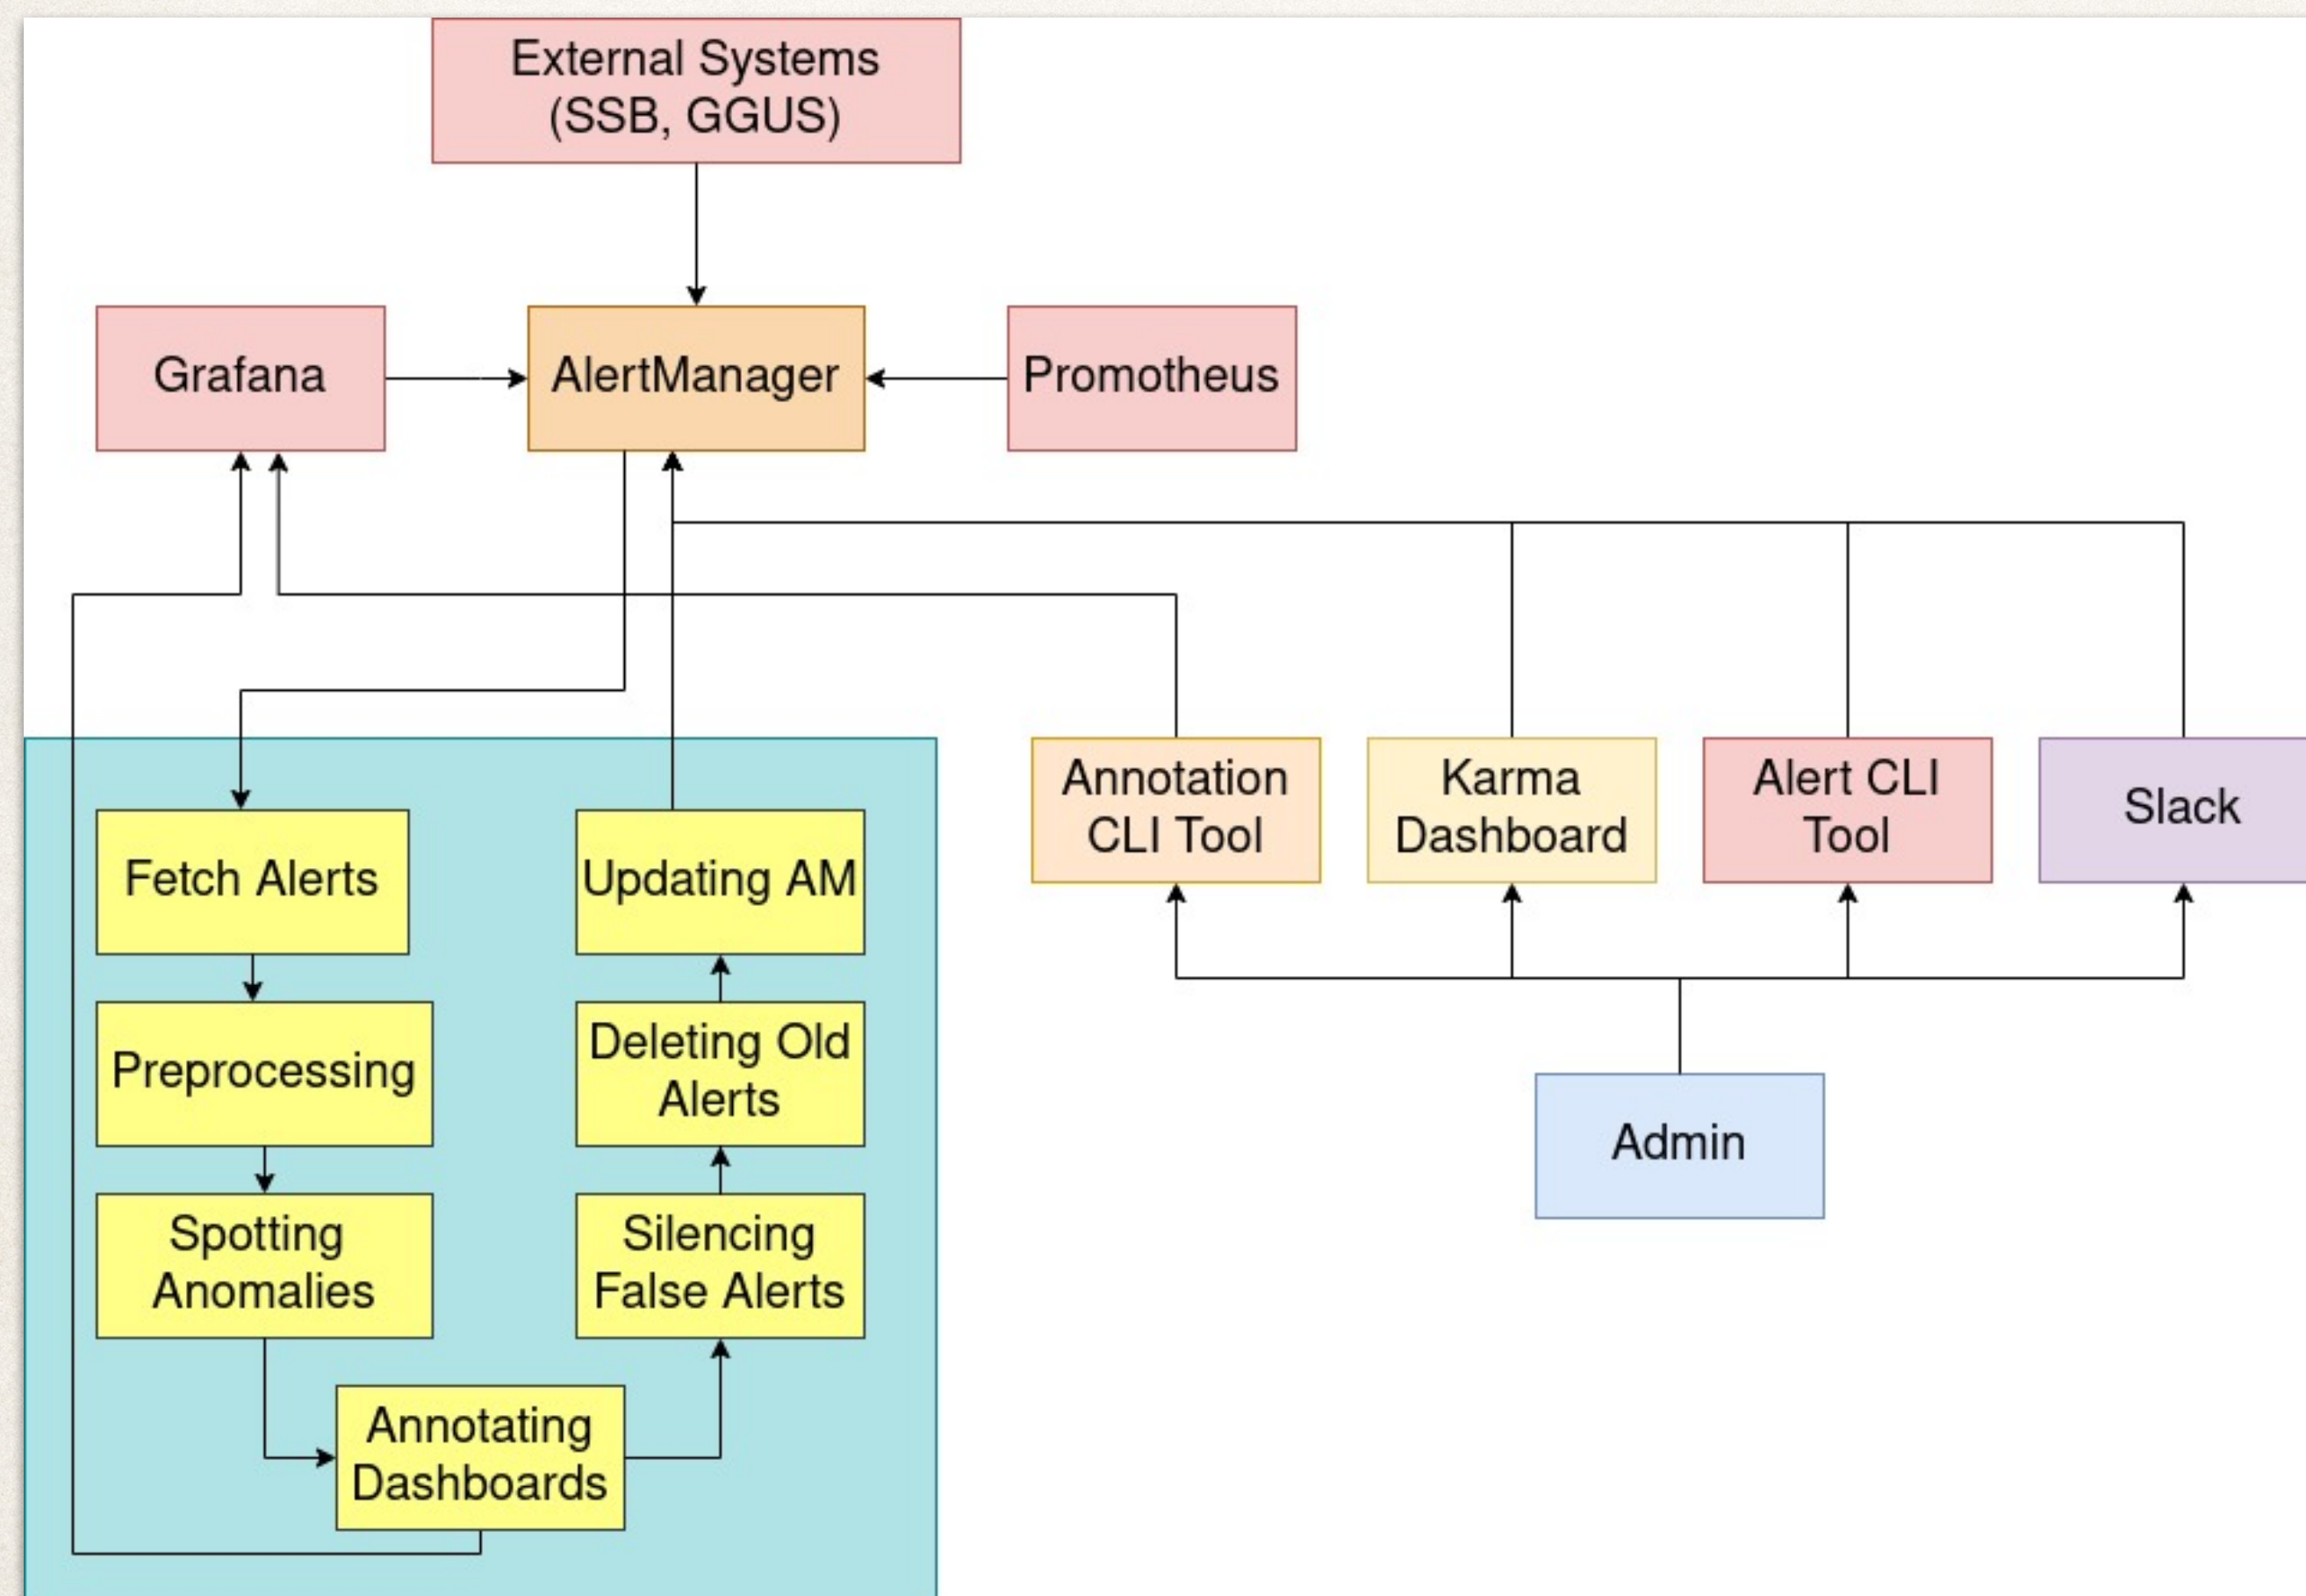 External Systems
(SSB, GGUS)
Grafana
AlertManager
Promotheus
Annotation
CLI Tool
Karma
Dashboard
Alert CLI
Tool
Slack
Fetch Alerts
Updating AM
Preprocessing
Deleting Old
Alerts
Admin
Spotting
Anomalies
Silencing
False Alerts
Annotating
Dashboards